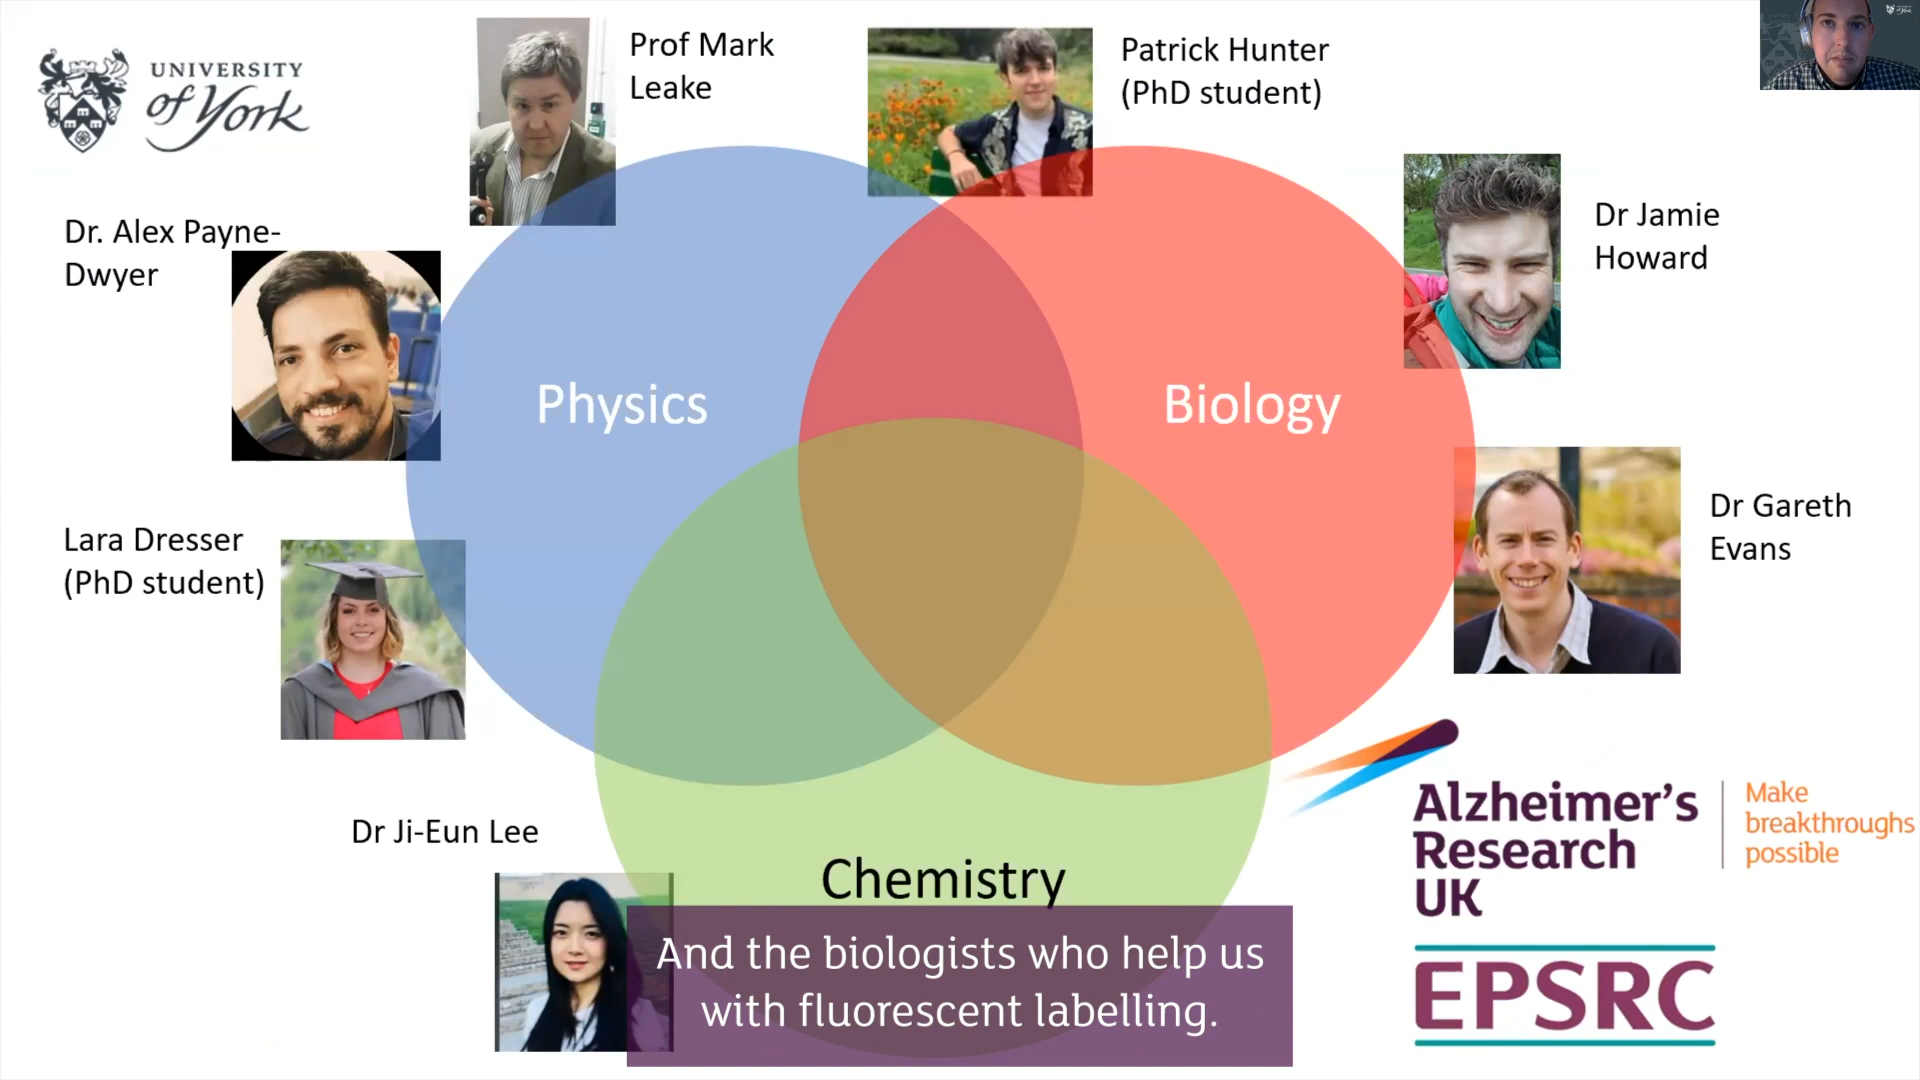 UNIVERSITY
of York
Prof Mark
Leake
Patrick Hunter
(PhD student)
Dr. Alex Payne-
Dwyer
Dr Jamie
Howard
Physics
Biology
Lara Dresser
(PhD student)
Dr Gareth
Evans
Dr Ji-Eun Lee
Chemistry
Alzheimer's
Research
UK
Make
breakthroughs
possible
And the biologists who help us
with fluorescent labelling.
EPSRC